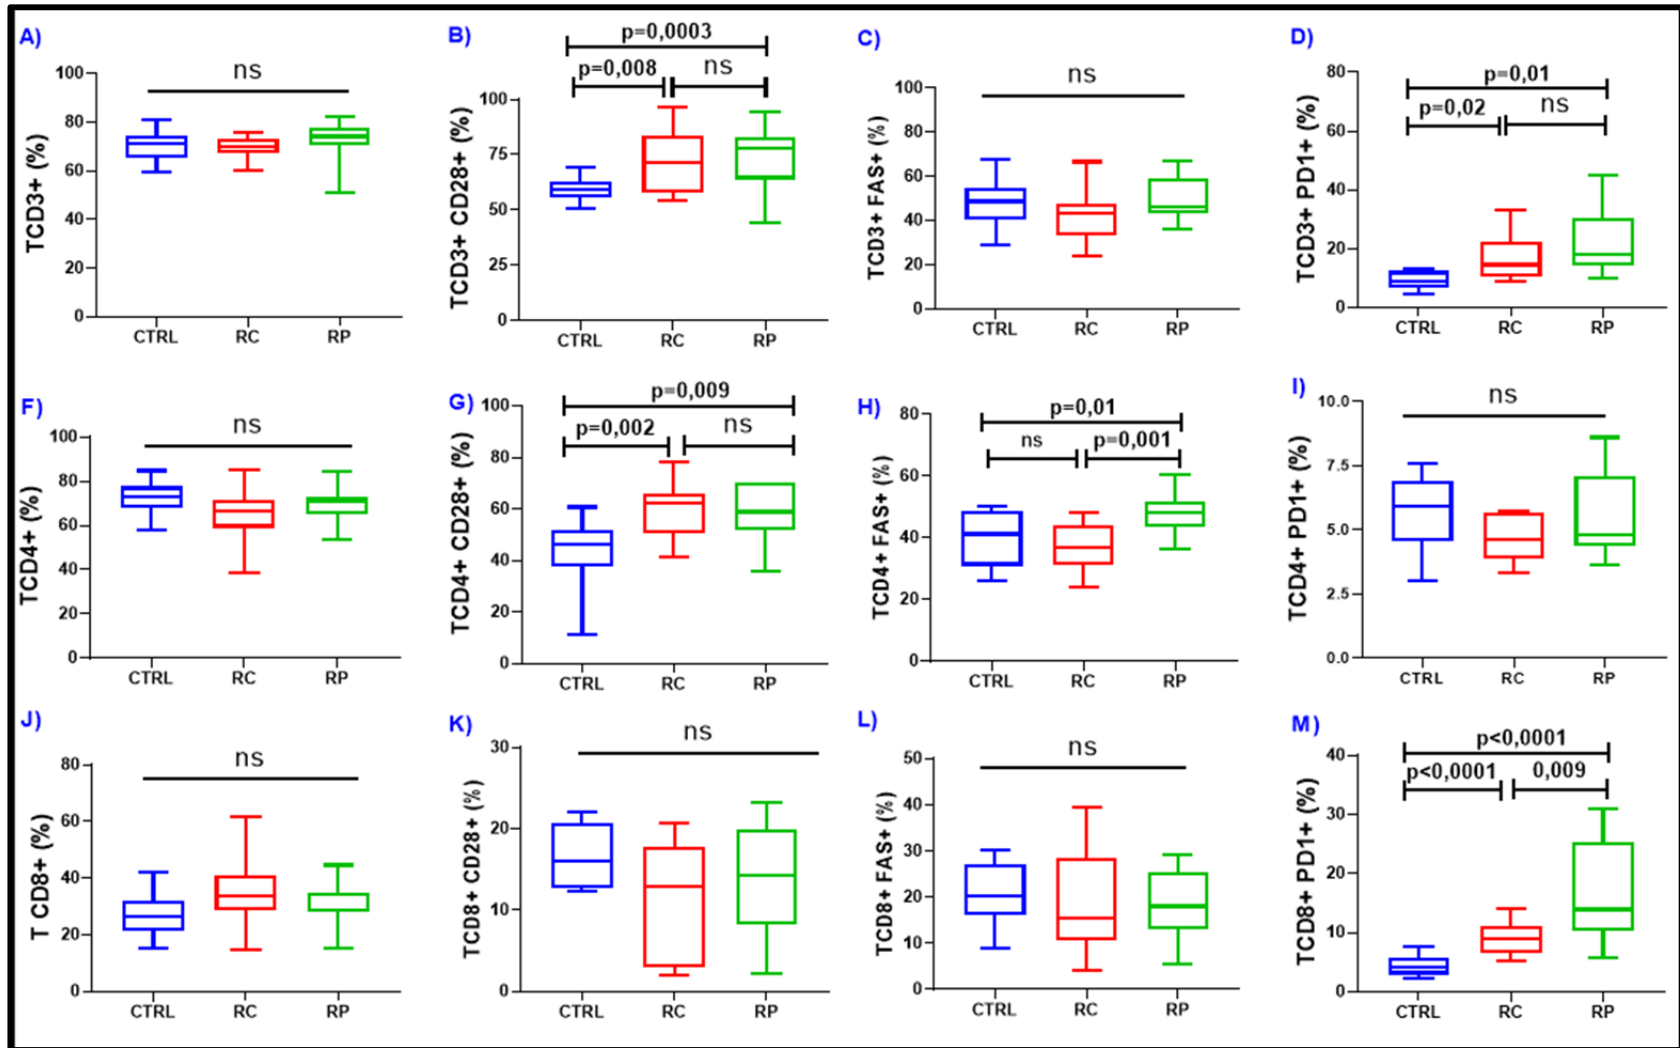 A)
ns
TCD3+ (%)
100
80
60
40
20
0
CTRL RC RP
B)
p=0,0003
p=0,008 ns
TCD3+ CD28+ (%)
100
75
50
25
0
CTRL RC RP
C)
ns
TCD3+ FAS+ (%)
100
80
60
40
20
0
CTRL RC RP
D)
p=0,01
p=0,02 ns
TCD3+ PD1+ (%)
80
60
40
20
0
CTRL RC RP
F)
ns
TCD4+ (%)
100
80
60
40
20
0
CTRL RC RP
G)
p=0,009
p=0,002 ns
TCD4+ CD28+ (%)
100
80
60
40
20
0
CTRL RC RP
H)
p=0,01
ns p=0,001
TCD4+ FAS+ (%)
80
60
40
20
0
CTRL RC RP
I)
ns
TCD4+ PD1+ (%)
10.0
7.5
5.0
2.5
0.0
CTRL RC RP
J)
ns
T CD8+ (%)
80
60
40
20
0
CTRL RC RP
K)
ns
TCD8+ CD28+ (%)
30
20
10
0
CTRL RC RP
L)
ns
TCD8+ FAS+ (%)
50
40
30
20
10
0
CTRL RC RP
M)
p<0,0001
p<0,0001 0,009
TCD8+ PD1+ (%)
40
30
20
10
0
CTRL RC RP